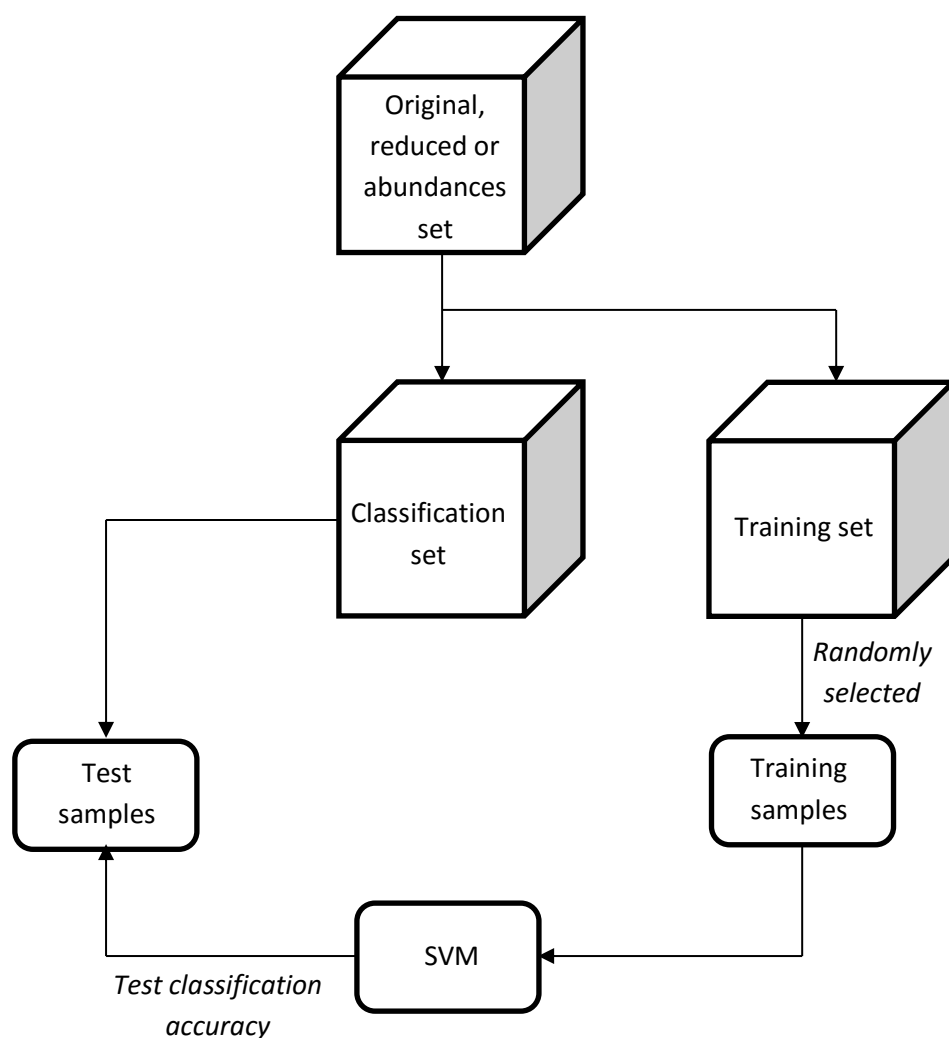 Original,
reduced or
abundances
set
Classification
set
Training set
Randomly
selected
Test
samples
Training
samples
SVM
Test classification
accuracy